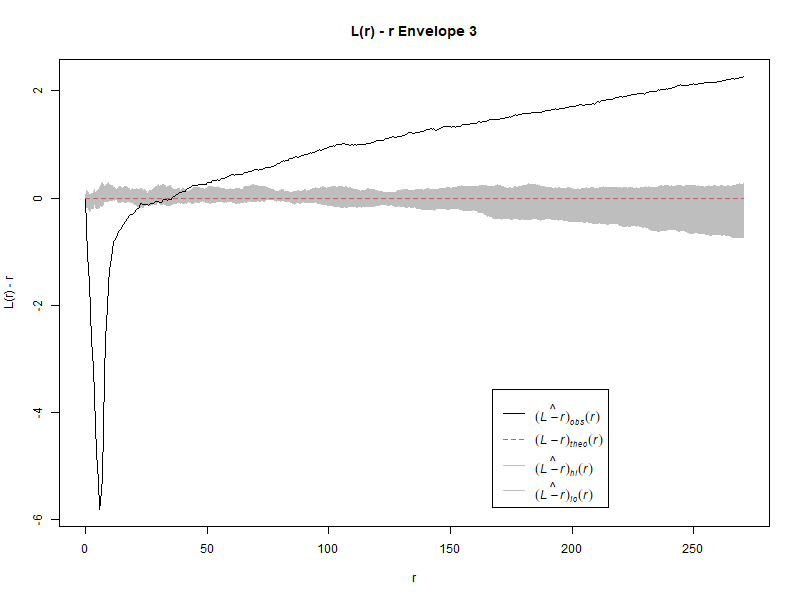 L(r) - r Envelope 3
L(r) - r
2
0
-2
-4
-6
0 50 100 150 200 250
r
(L^−r)obs(r)
(L−r)theo(r)
(L^−r)hi(r)
(L^−r)lo(r)